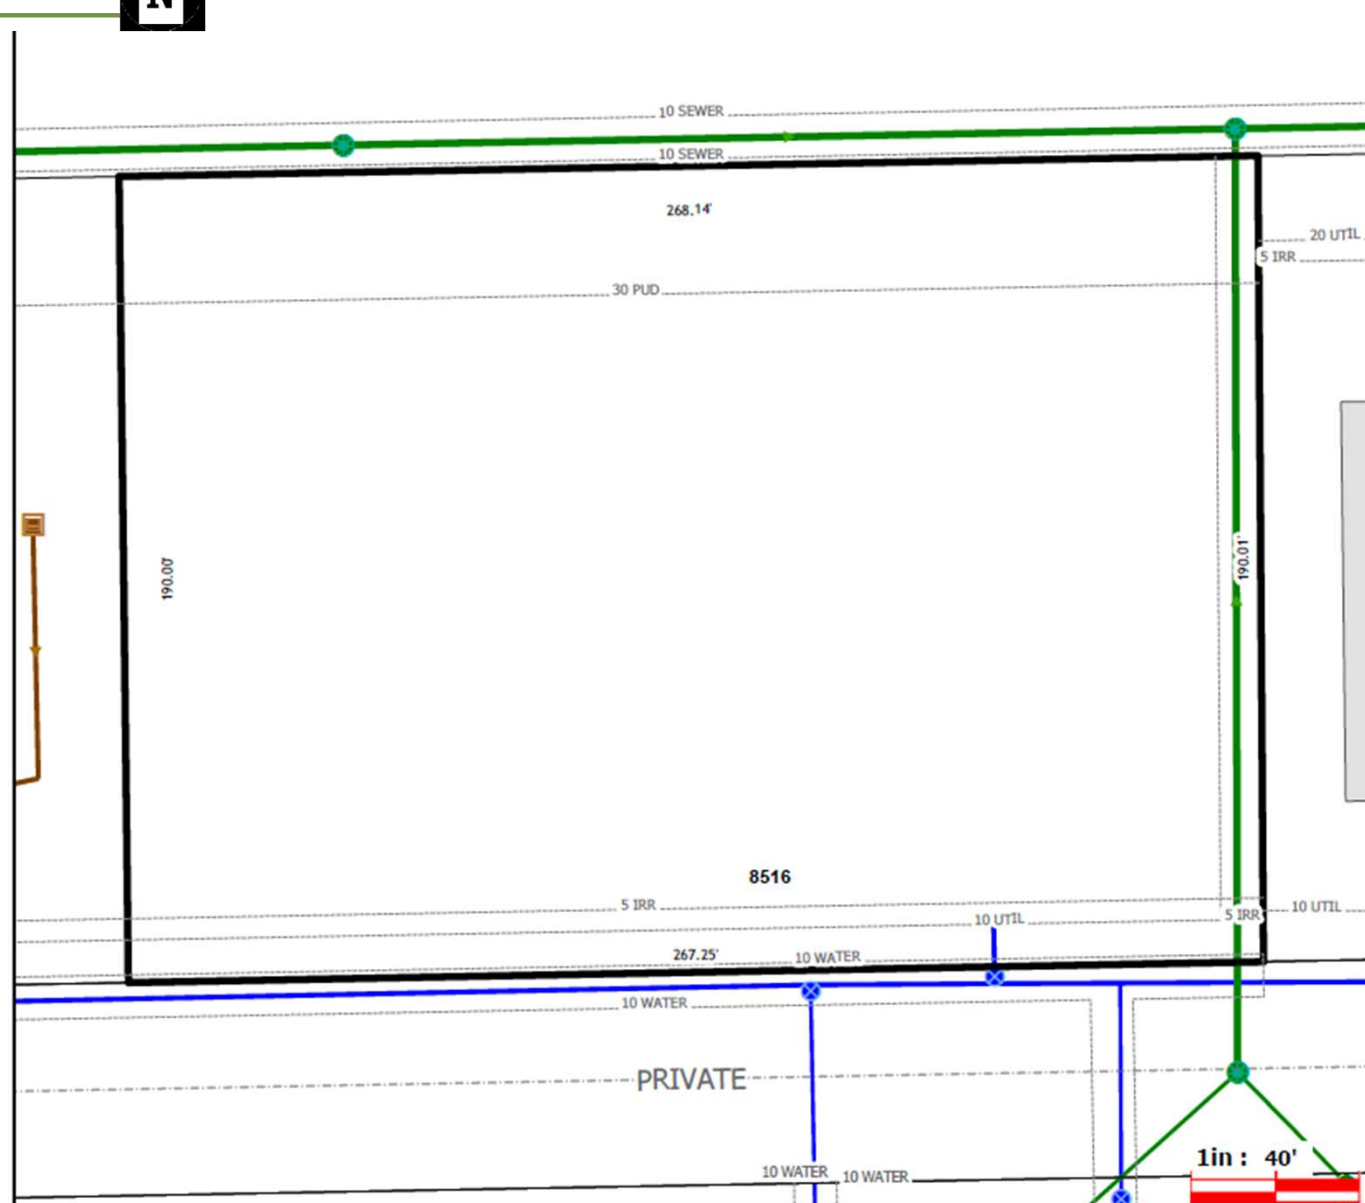 N
10 SEWER
10 SEWER
268.14'
20 UTIL
5 IRR
30 PUD
190.00'
190.01'
8516
5 IRR
10 UTIL
5 IRR
10 UTIL
267.25'
10 WATER
10 WATER
PRIVATE
1in : 40'
10 WATER
10 WATER